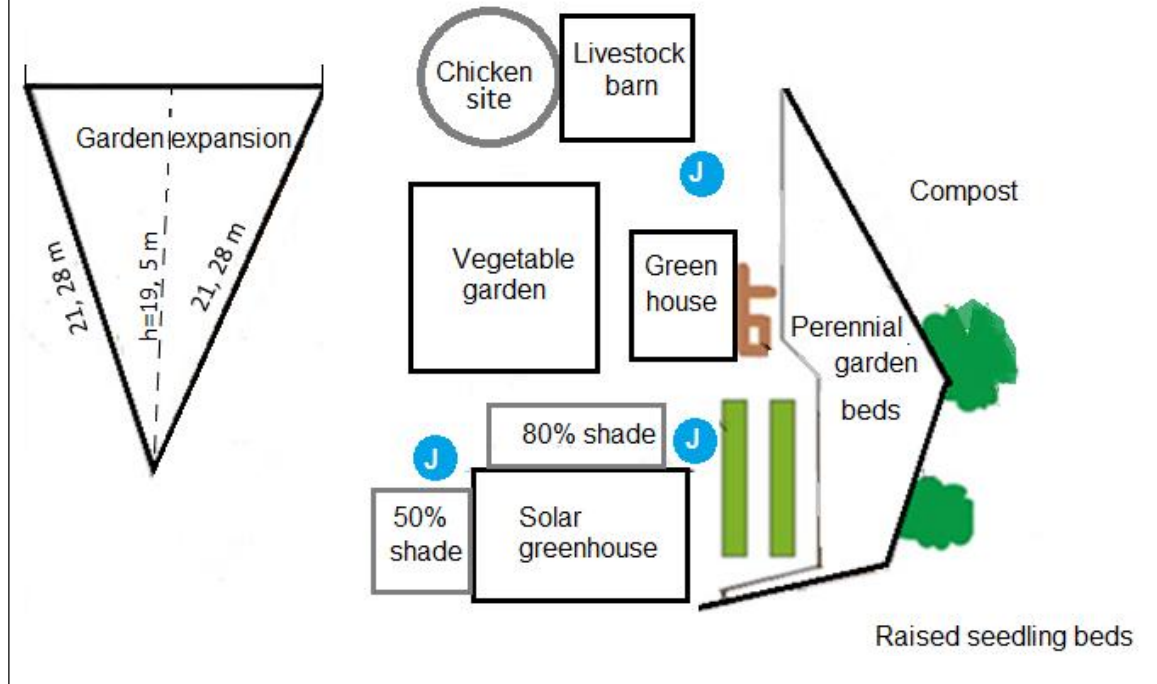 Garden expansion
21, 28 m
h=19, 5 m
21, 28 m
Chicken
site
Livestock
barn
J
Compost
Vegetable
garden
Green
house
Perennial
garden
beds
80% shade
J
J
50%
shade
Solar
greenhouse
Raised seedling beds